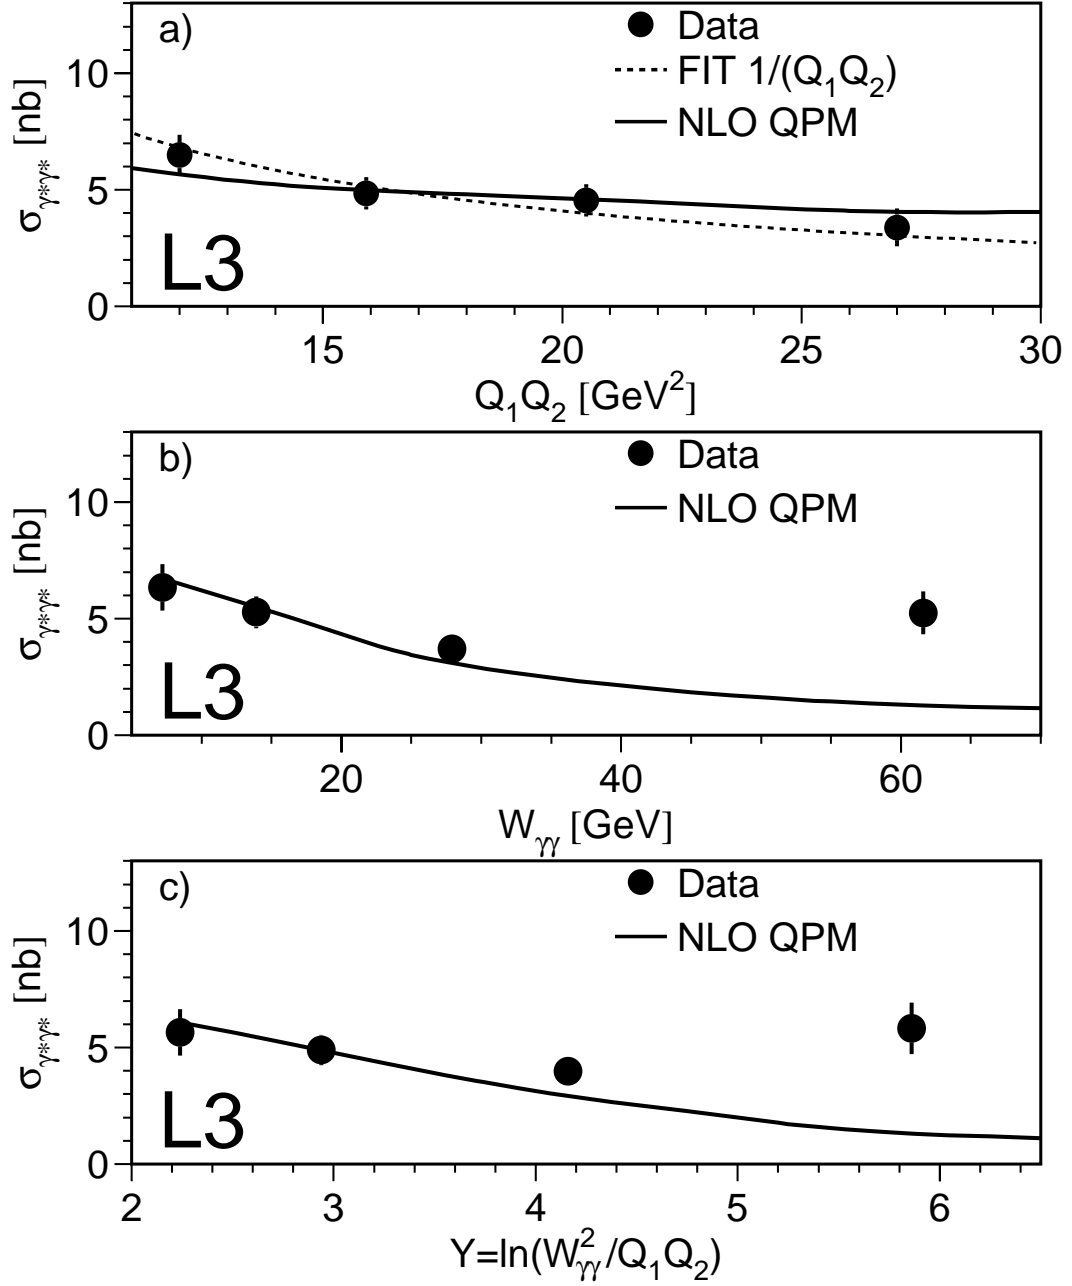 a)
Data
FIT 1/(Q₁Q₂)
NLO QPM
10
5
0
σγ*γ* [nb]
L3
15 20 25 30
Q₁Q₂ [GeV²]
b)
Data
NLO QPM
10
5
0
σγ*γ* [nb]
L3
20 40 60
Wγγ [GeV]
c)
Data
NLO QPM
10
5
0
σγ*γ* [nb]
L3
2 3 4 5 6
Y=ln(W²γγ/Q₁Q₂)